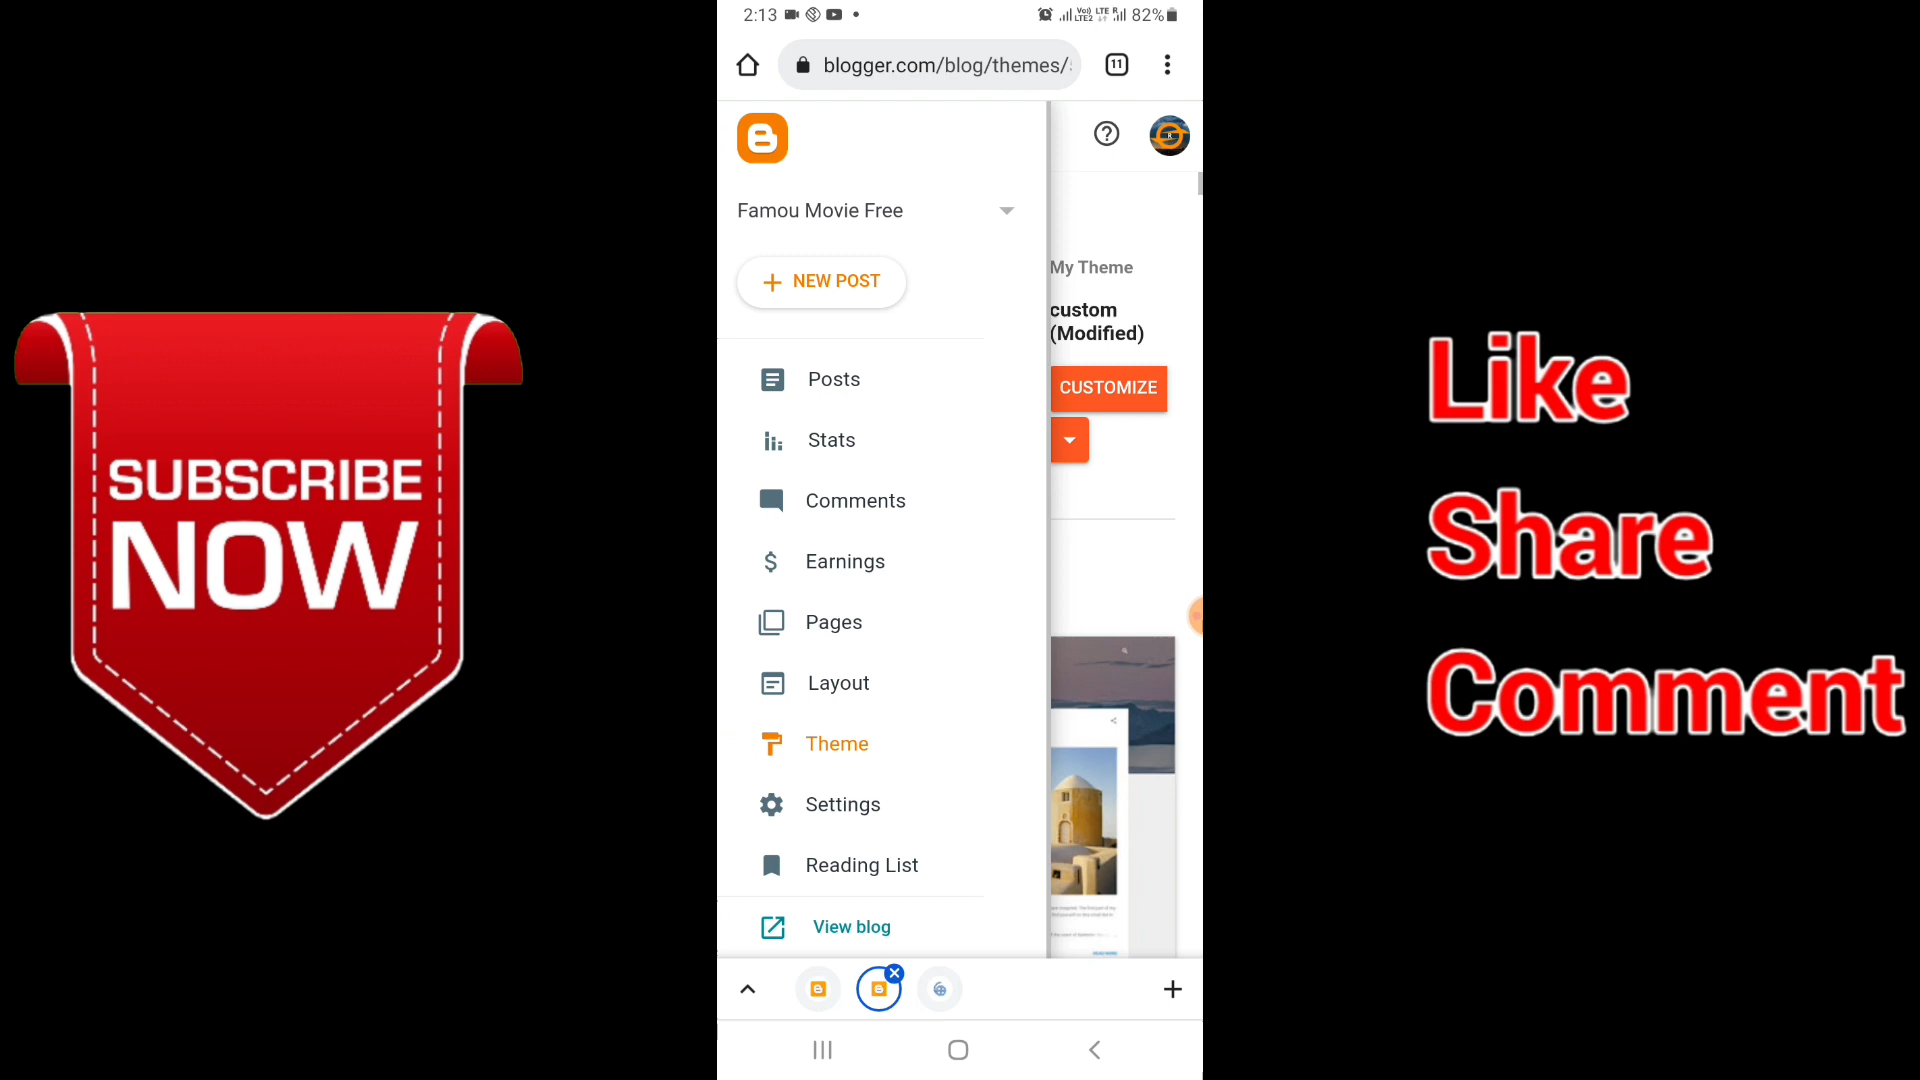 SUBSCRIBE
NOW
2:13
82%
blogger.com/blog/themes/
11
Famou Movie Free
NEW POST
Posts
Stats
Comments
Earnings
Pages
Layout
Theme
Settings
Reading List
View blog
My Theme
custom
(Modified)
CUSTOMIZE
Like
Share
Comment